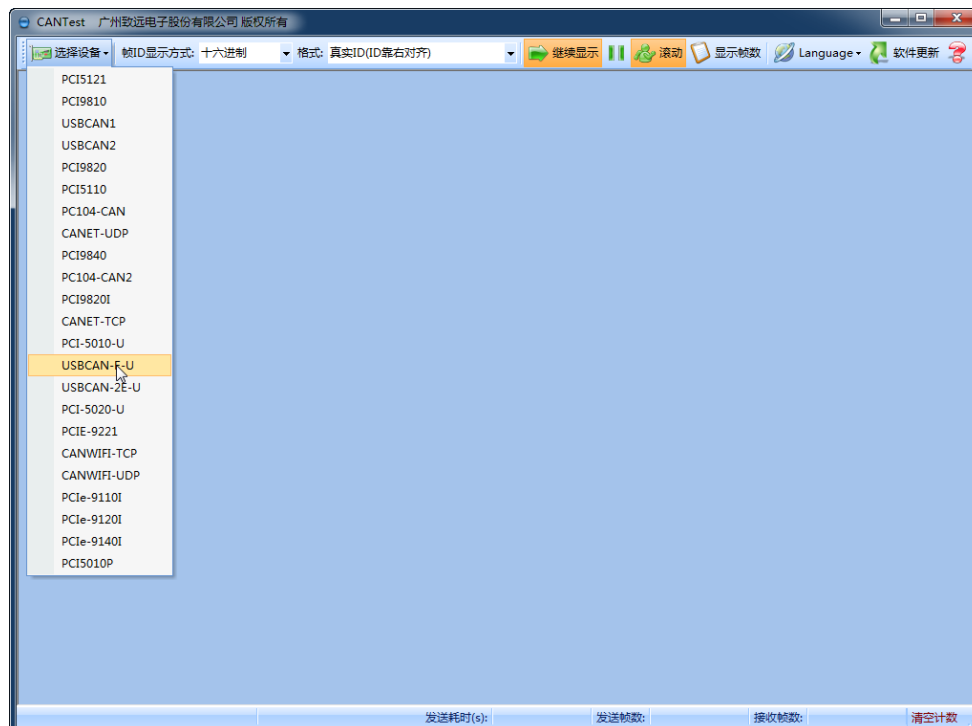 CANTest 广州致远电子股份有限公司 版权所有
选择设备 帧ID显示方式: 十六进制 格式: 真实ID(ID靠右对齐) 继续显示 滚动 显示帧数 Language 软件更新
PCI5121
PCI9810
USBCAN1
USBCAN2
PCI9820
PCI5110
PC104-CAN
CANET-UDP
PCI9840
PC104-CAN2
PCI9820I
CANET-TCP
PCI-5010-U
USBCAN-E-U
USBCAN-2E-U
PCI-5020-U
PCIE-9221
CANWIFI-TCP
CANWIFI-UDP
PCIe-9110I
PCIe-9120I
PCIe-9140I
PCI5010P
发送耗时(s): 发送帧数: 接收帧数: 清空计数